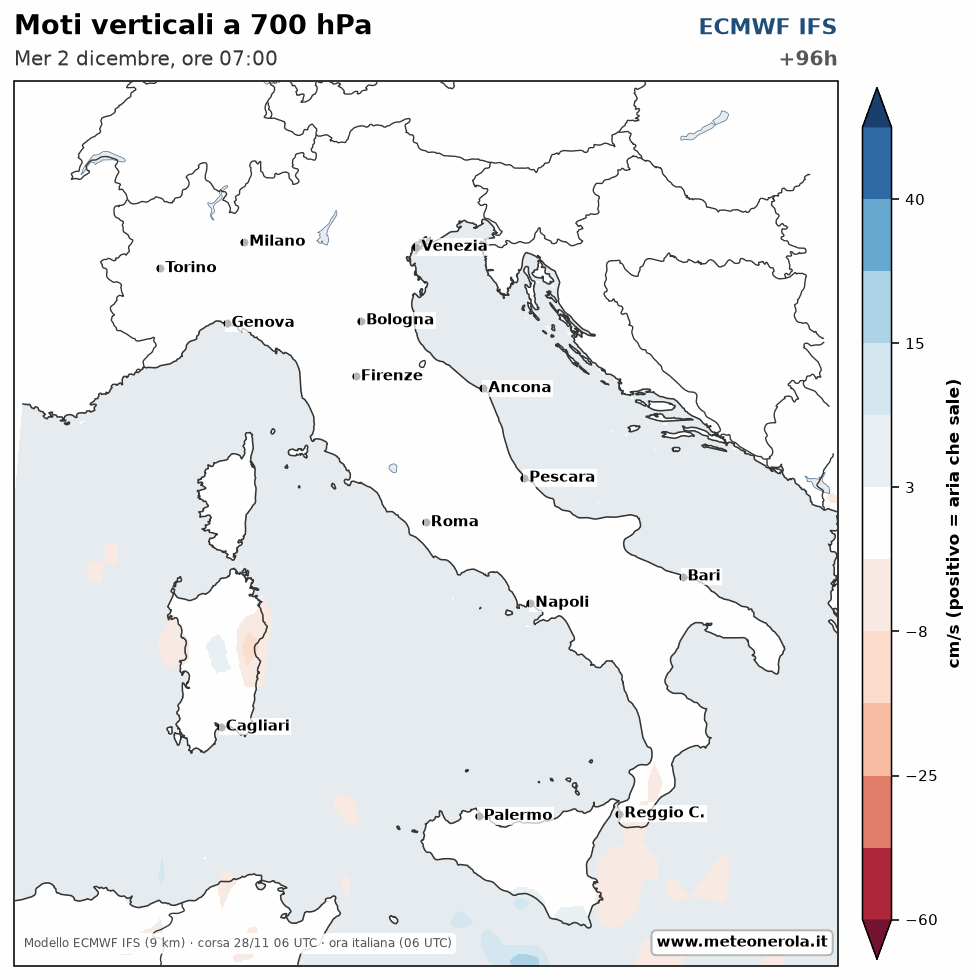 Moti verticali a 700 hPa
ECMWF IFS
Mer 2 dicembre, ore 07:00
+96h
Milano
Venezia
Torino
Genova
Bologna
Firenze
Ancona
Pescara
Roma
Bari
Napoli
Cagliari
Palermo
Reggio C.
40
15
3
−8
−25
−60
cm/s (positivo = aria che sale)
Modello ECMWF IFS (9 km) · corsa 28/11 06 UTC · ora italiana (06 UTC)
www.meteonerola.it